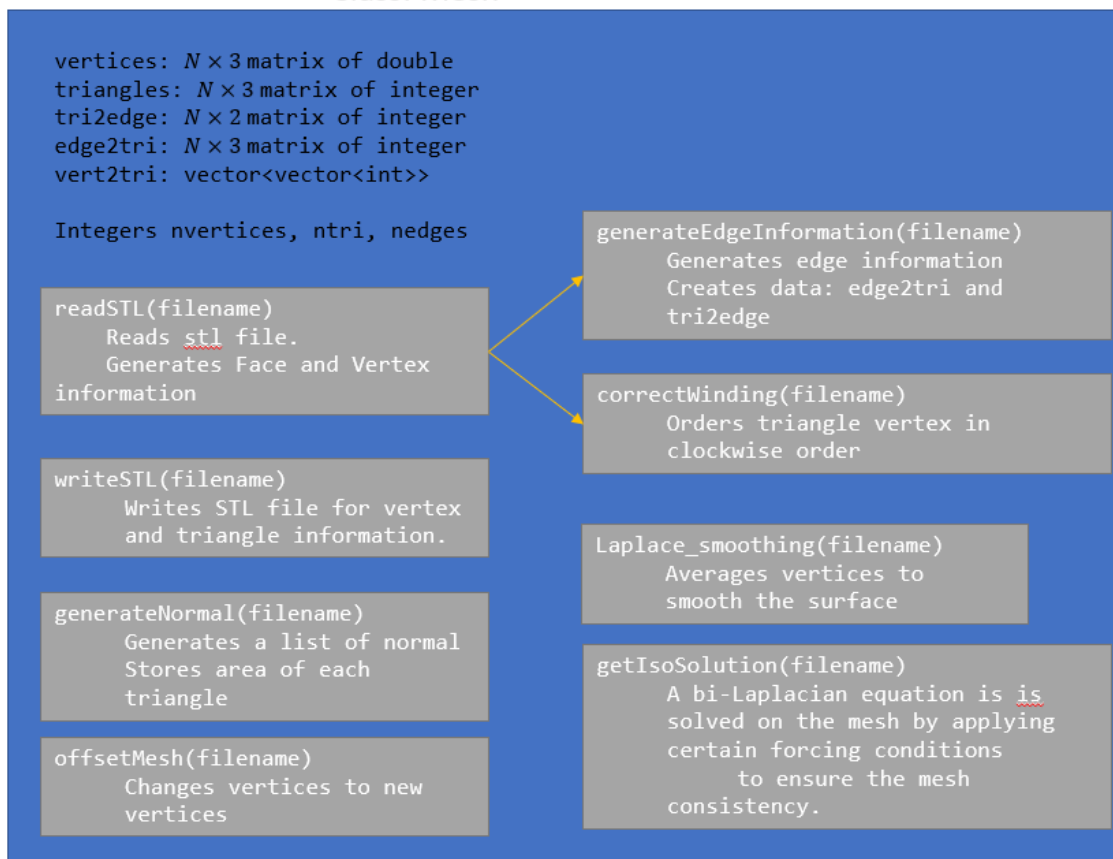 vertices: N × 3 matrix of double
triangles: N × 3 matrix of integer
tri2edge: N × 2 matrix of integer
edge2tri: N × 3 matrix of integer
vert2tri: vector<vector<int>>
Integers nvertices, ntri, nedges
readSTL(filename)
Reads stl file.
Generates Face and Vertex
information
writeSTL(filename)
Writes STL file for vertex
and triangle information.
generateNormal(filename)
Generates a list of normal
Stores area of each
triangle
offsetMesh(filename)
Changes vertices to new
vertices
generateEdgeInformation(filename)
Generates edge information
Creates data: edge2tri and
tri2edge
correctWinding(filename)
Orders triangle vertex in
clockwise order
Laplace_smoothing(filename)
Averages vertices to
smooth the surface
getIsoSolution(filename)
A bi-Laplacian equation is is
solved on the mesh by applying
certain forcing conditions
to ensure the mesh
consistency.